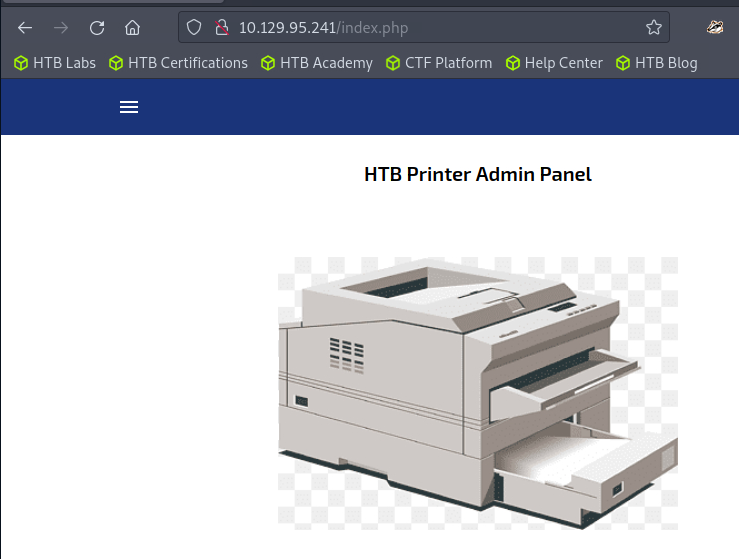 10.129.95.241/index.php
HTB Labs HTB Certifications HTB Academy CTF Platform Help Center HTB Blog
HTB Printer Admin Panel